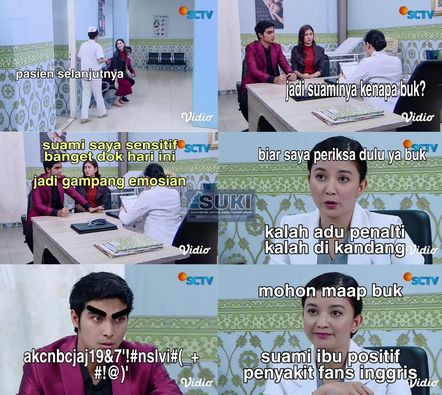 SCTV
pasien selanjutnya
Vidio
SCTV
jadi suaminya kenapa buk?
Vidio
SCTV
suami saya sensitif
banget dok hari ini
jadi gampang emosian
Vidio
SUKI
SCTV
biar saya periksa dulu ya buk
kalah adu penalti
kalah di kandang
Vidio
SCTV
akcnbcjaj19&7'!#nslvi#(_+
#!@)'
Vidio
SCTV
mohon maap buk
suami ibu positif
penyakit fans inggris
Vidio